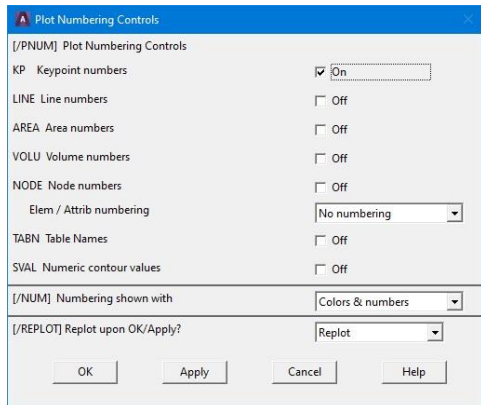 Plot Numbering Controls
[/PNUM] Plot Numbering Controls
KP Keypoint numbers On
LINE Line numbers Off
AREA Area numbers Off
VOLU Volume numbers Off
NODE Node numbers Off
Elem / Attrib numbering No numbering
TABN Table Names Off
SVAL Numeric contour values Off
[/NUM] Numbering shown with Colors & numbers
[/REPLOT] Replot upon OK/Apply? Replot
OK Apply Cancel Help